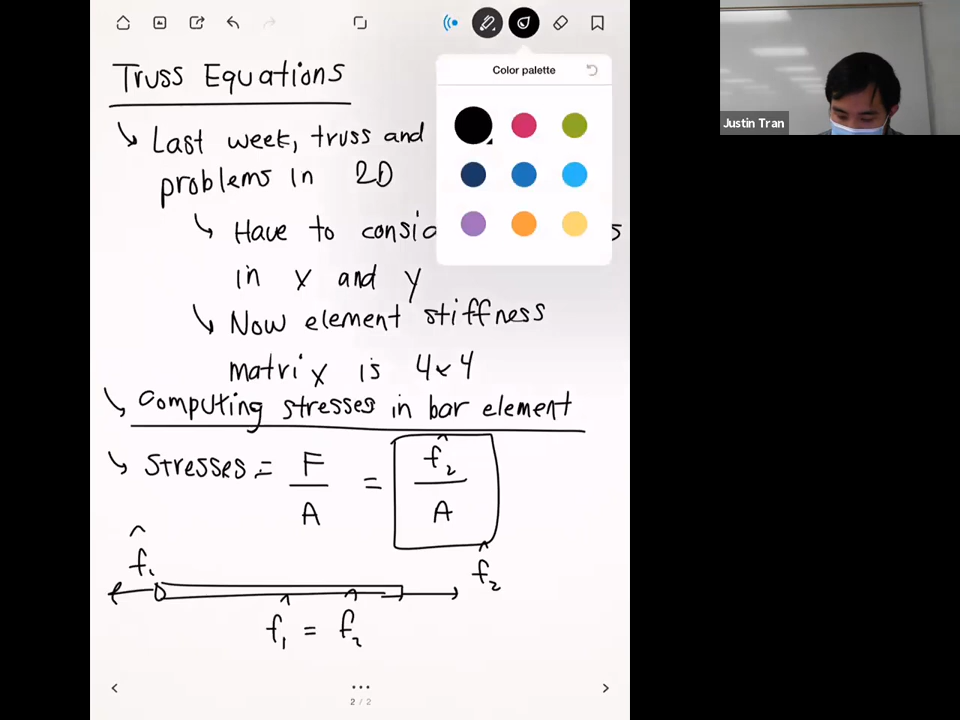 Color palette
Justin Tran
Truss Equations
Last week, truss and
problems in 2D
Have to consid
in x and y
Now element stiffness
matrix is 4x4
Computing stresses in bar element
Stresses = F/A = f̂₂/A
f̂₁
f̂₂
f̂₁ = f̂₂
2 / 2